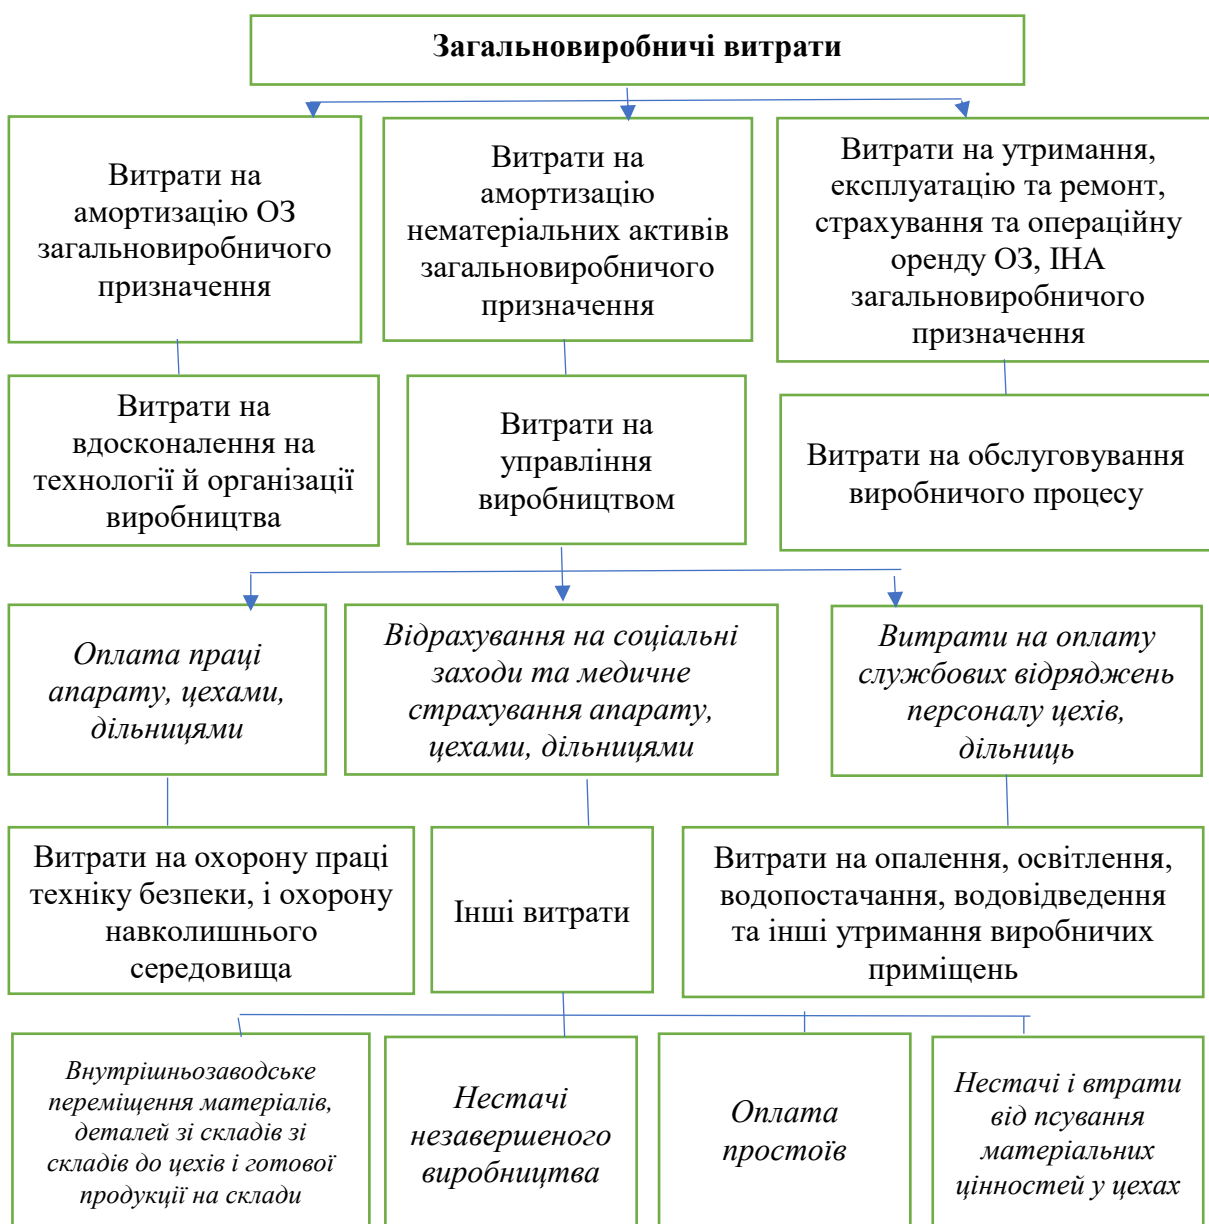 Загальновиробничі витрати
Витрати на
амортизацію ОЗ
загальновиробничого
призначення
Витрати на
амортизацію
нематеріальних активів
загальновиробничого
призначення
Витрати на утримання,
експлуатацію та ремонт,
страхування та операційну
оренду ОЗ, ІНА
загальновиробничого
призначення
Витрати на
вдосконалення на
технології й організації
виробництва
Витрати на
управління
виробництвом
Витрати на обслуговування
виробничого процесу
Оплата праці
апарату, цехами,
дільницями
Відрахування на соціальні
заходи та медичне
страхування апарату,
цехами, дільницями
Витрати на оплату
службових відряджень
персоналу цехів,
дільниць
Витрати на охорону праці
техніку безпеки, і охорону
навколишнього
середовища
Інші витрати
Витрати на опалення, освітлення,
водопостачання, водовідведення
та інші утримання виробничих
приміщень
Внутрішньозаводське
переміщення матеріалів,
деталей зі складів зі
складів до цехів і готової
продукції на склади
Нестачі
незавершеного
виробництва
Оплата
простоїв
Нестачі і втрати
від псування
матеріальних
цінностей у цехах